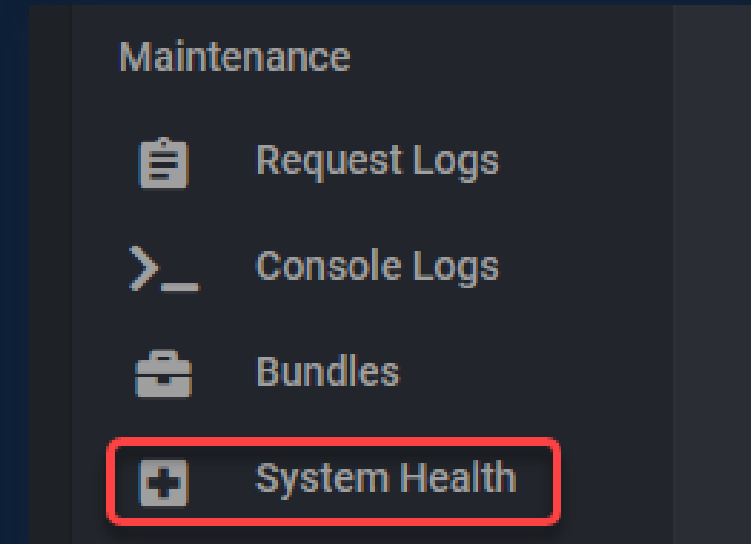 Maintenance
Request Logs
Console Logs
Bundles
System Health